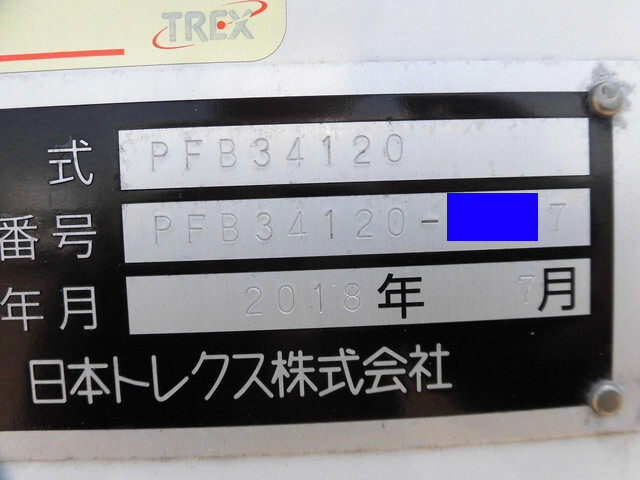 TREX
式 PFB34120
番号 PFB34120- 7
年月 2018年 7月
日本トレクス株式会社